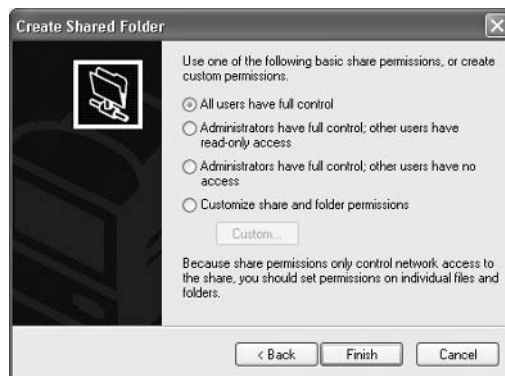 Create Shared Folder
Use one of the following basic share permissions, or create
custom permissions.
All users have full control
Administrators have full control; other users have
read-only access
Administrators have full control; other users have no
access
Customize share and folder permissions
Custom...
Because share permissions only control network access to
the share, you should set permissions on individual files and
folders.
< Back
Finish
Cancel